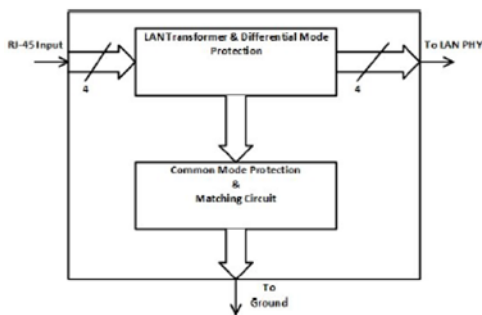 LAN Transformer & Differential Mode
Protection
RJ-45 Input
To LAN PHY
4
4
Common Mode Protection
&
Matching Circuit
To
Ground